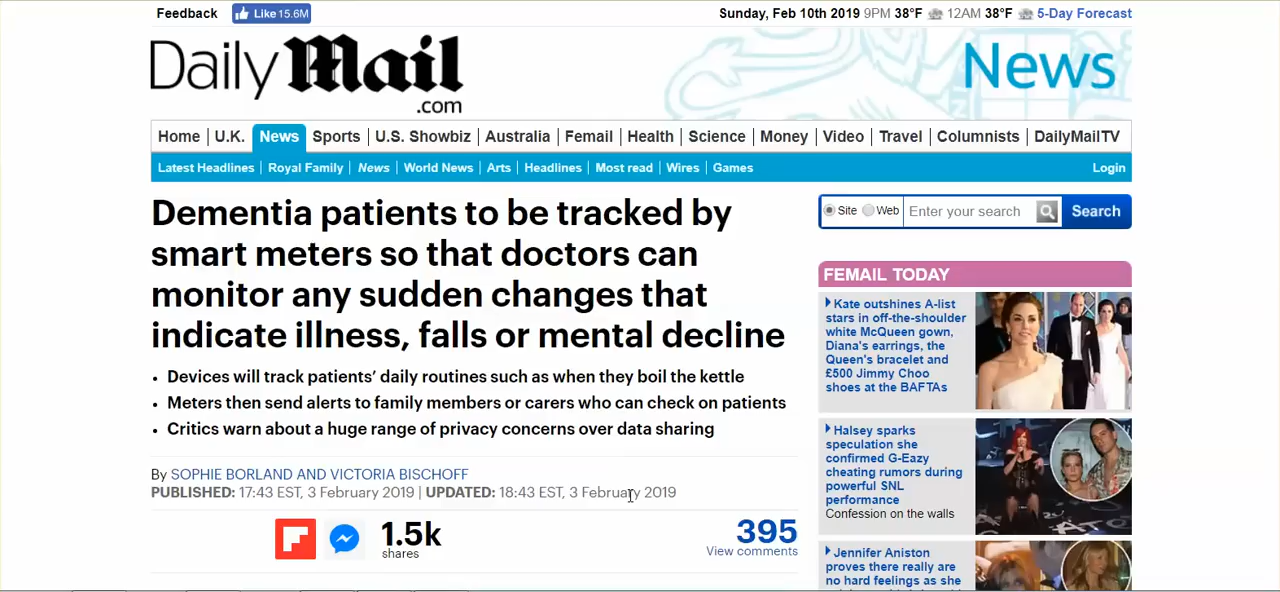 Feedback
Like 15.6M
Sunday, Feb 10th 2019 9PM 38°F 12AM 38°F 5-Day Forecast
Daily Mail
.com
News
Home U.K. News Sports U.S. Showbiz Australia Femail Health Science Money Video Travel Columnists DailyMailTV
Latest Headlines Royal Family News World News Arts Headlines Most read Wires Games Login
Dementia patients to be tracked by
smart meters so that doctors can
monitor any sudden changes that
indicate illness, falls or mental decline
• Devices will track patients’ daily routines such as when they boil the kettle
• Meters then send alerts to family members or carers who can check on patients
• Critics warn about a huge range of privacy concerns over data sharing
By SOPHIE BORLAND AND VICTORIA BISCHOFF
PUBLISHED: 17:43 EST, 3 February 2019 | UPDATED: 18:43 EST, 3 February 2019
1.5k
shares
395
View comments
Site Web Enter your search Search
FEMAIL TODAY
Kate outshines A-list
stars in off-the-shoulder
white McQueen gown,
Diana's earrings, the
Queen's bracelet and
£500 Jimmy Choo
shoes at the BAFTAs
Halsey sparks
speculation she
confirmed G-Eazy
cheating rumors during
powerful SNL
performance
Confession on the walls
Jennifer Aniston
proves there really are
no hard feelings as she